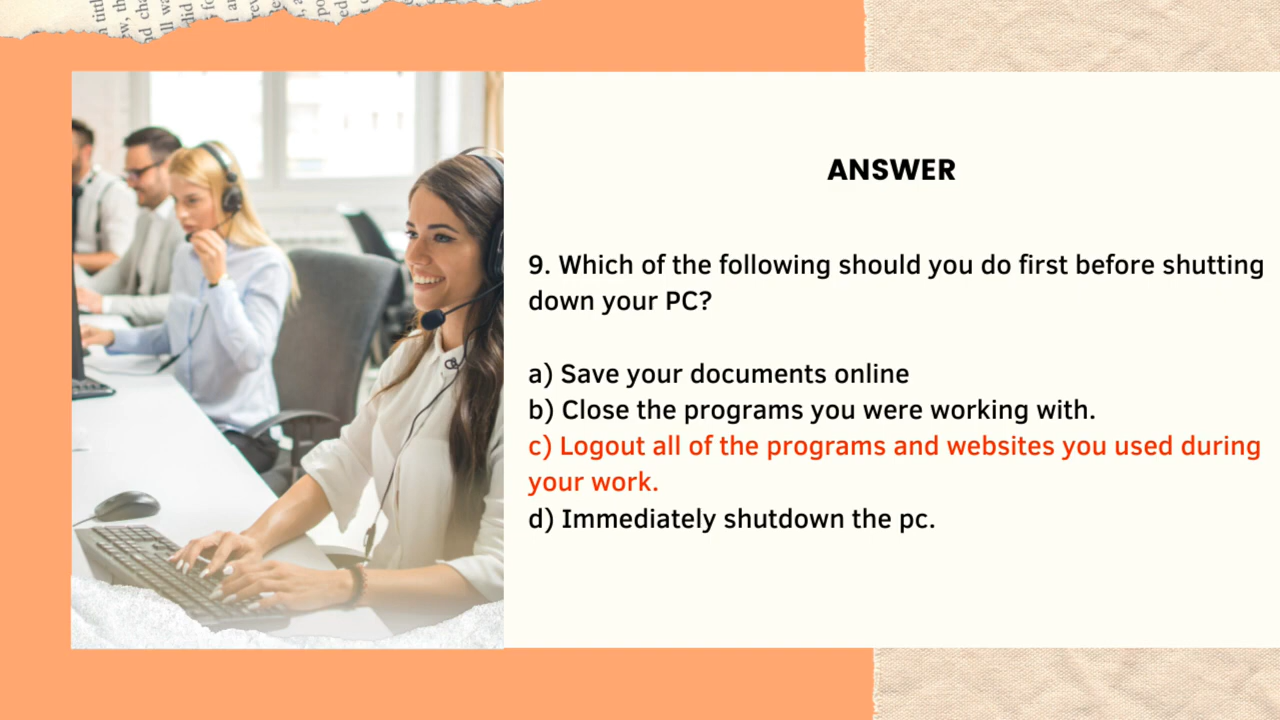 ANSWER
9. Which of the following should you do first before shutting
down your PC?
a) Save your documents online
b) Close the programs you were working with.
c) Logout all of the programs and websites you used during
your work.
d) Immediately shutdown the pc.